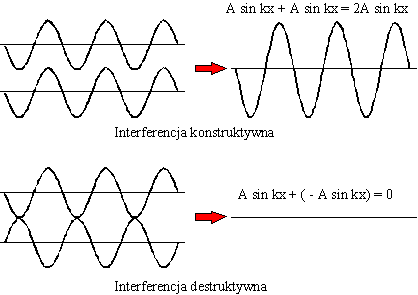 A sin kx + A sin kx = 2A sin kx
Interferencja konstruktywna
A sin kx + ( - A sin kx) = 0
Interferencja destruktywna